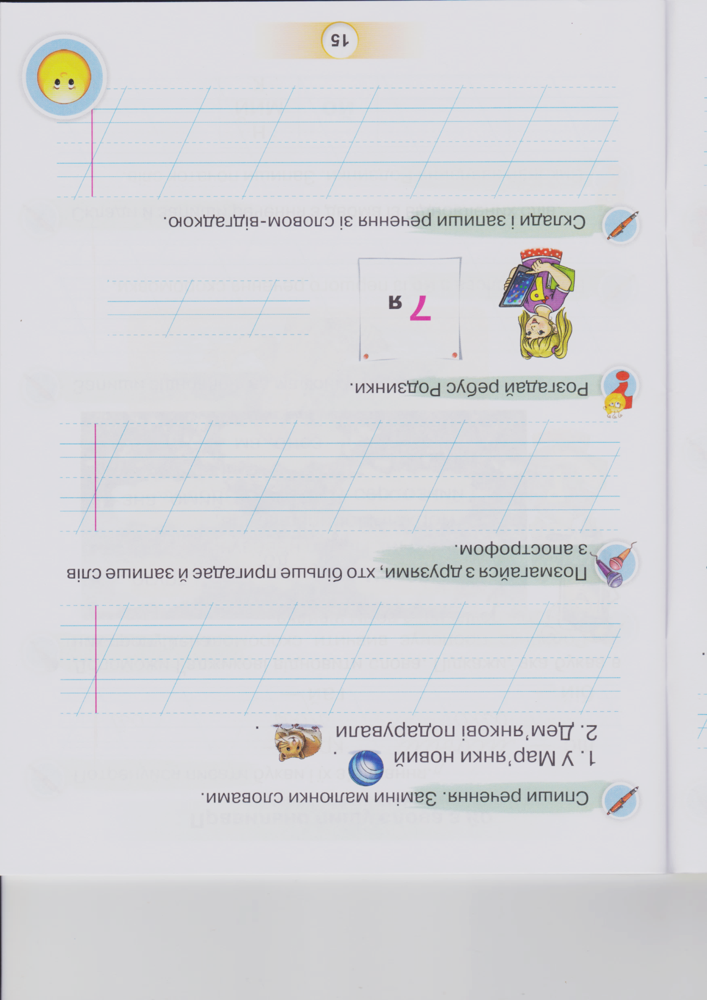 Спиши речення. Заміни малюнки словами.
1. У Мар’янки новий .
2. Дем’янкові подарували .
Позмагайся з друзями, хто більше пригадає й запише слів
з апострофом.
Розгадай ребус Родзинки.
7 я
Склади і запиши речення зі словом-відгадкою.
15